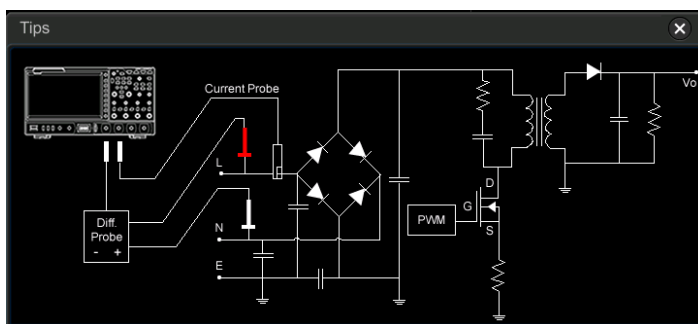 Tips
Current Probe
Vo
L
D
Diff.
Probe
- +
N
PWM
G
S
E